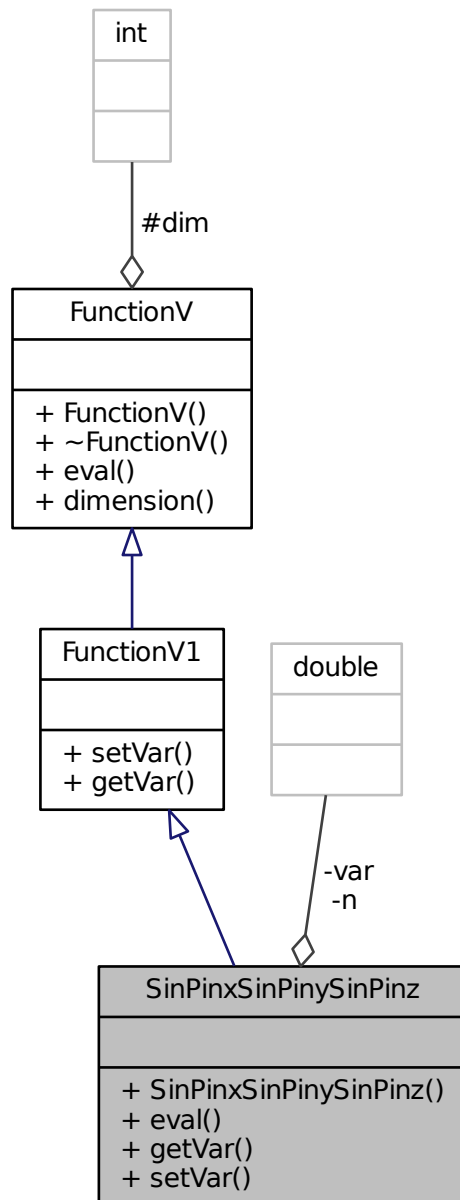 int
#dim
FunctionV
+ FunctionV()
+ ~FunctionV()
+ eval()
+ dimension()
FunctionV1
+ setVar()
+ getVar()
double
-var
-n
SinPinxSinPinySinPinz
+ SinPinxSinPinySinPinz()
+ eval()
+ getVar()
+ setVar()